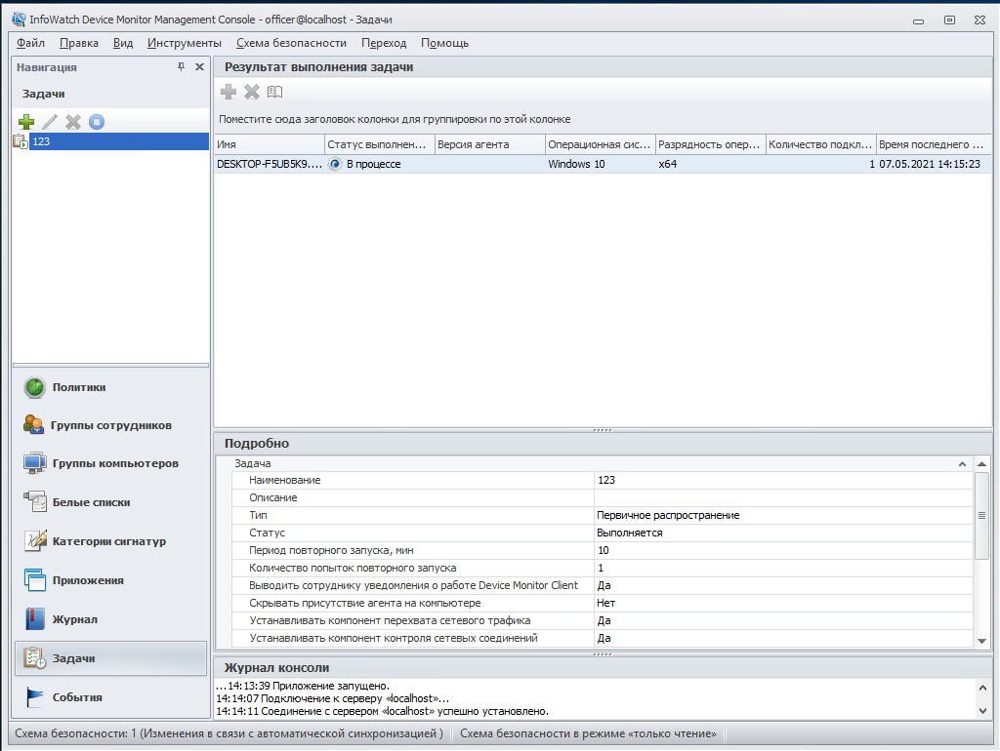 InfoWatch Device Monitor Management Console - officer@localhost - Задачи
Файл Правка Вид Инструменты Схема безопасности Переход Помощь
Навигация
Задачи
123
Политики
Группы сотрудников
Группы компьютеров
Белые списки
Категории сигнатур
Приложения
Журнал
Задачи
События
Результат выполнения задачи
Поместите сюда заголовок колонки для группировки по этой колонке
Имя Статус выполнен... Версия агента Операционная сис... Разрядность опер... Количество подкл... Время последнего ...
DESKTOP-F5UB5K9.... В процессе Windows 10 x64 1 07.05.2021 14:15:23
Подробно
Задача
Наименование 123
Описание
Тип Первичное распространение
Статус Выполняется
Период повторного запуска, мин 10
Количество попыток повторного запуска 1
Выводить сотруднику уведомления о работе Device Monitor Client Да
Скрывать присутствие агента на компьютере Нет
Устанавливать компонент перехвата сетевого трафика Да
Устанавливать компонент контроля сетевых соединений Да
Журнал консоли
...14:13:39 Приложение запущено.
14:14:07 Подключение к серверу «localhost»...
14:14:11 Соединение с сервером «localhost» успешно установлено.
Схема безопасности: 1 (Изменения в связи с автоматической синхронизацией ) Схема безопасности в режиме «только чтение»